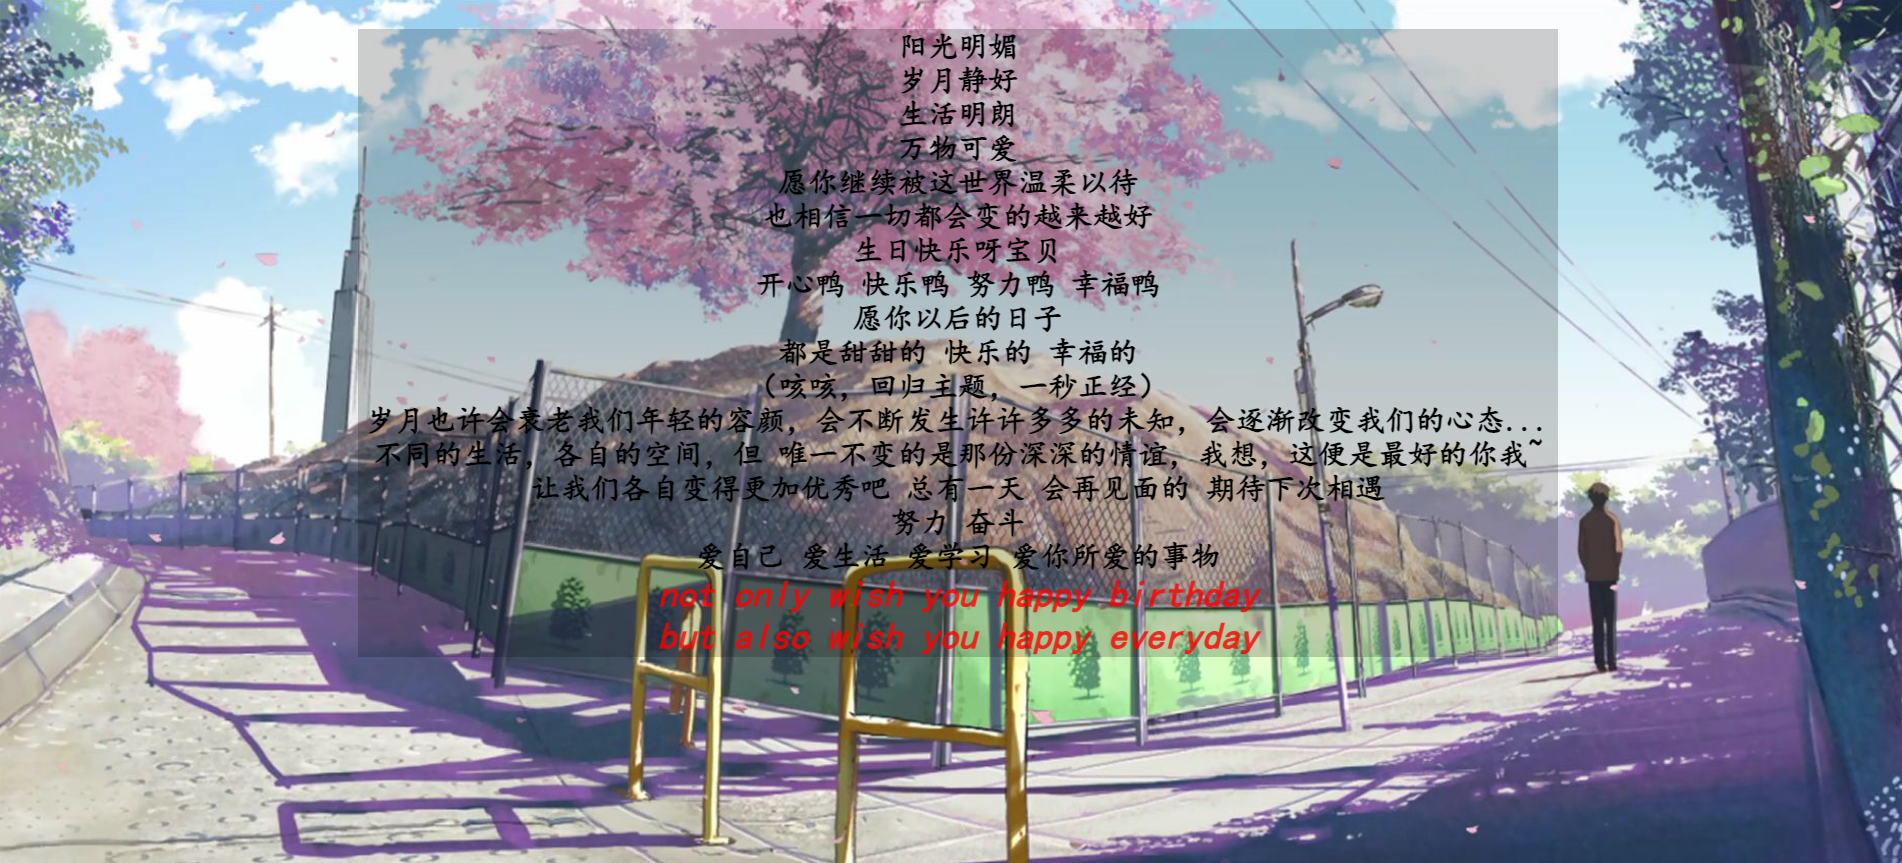 阳光明媚
岁月静好
生活明朗
万物可爱
愿你继续被这世界温柔以待
也相信一切都会变的越来越好
生日快乐呀宝贝
开心鸭 快乐鸭 努力鸭 幸福鸭
愿你以后的日子
都是甜甜的 快乐的 幸福的
（咳咳，回归主题，一秒正经）
岁月也许会衰老我们年轻的容颜，会不断发生许许多多的未知，会逐渐改变我们的心态...
不同的生活，各自的空间，但 唯一不变的是那份深深的情谊，我想，这便是最好的你我~
让我们各自变得更加优秀吧 总有一天 会再见面的 期待下次相遇
努力 奋斗
爱自己 爱生活 爱学习 爱你所爱的事物
not only wish you happy birthday
but also wish you happy everyday